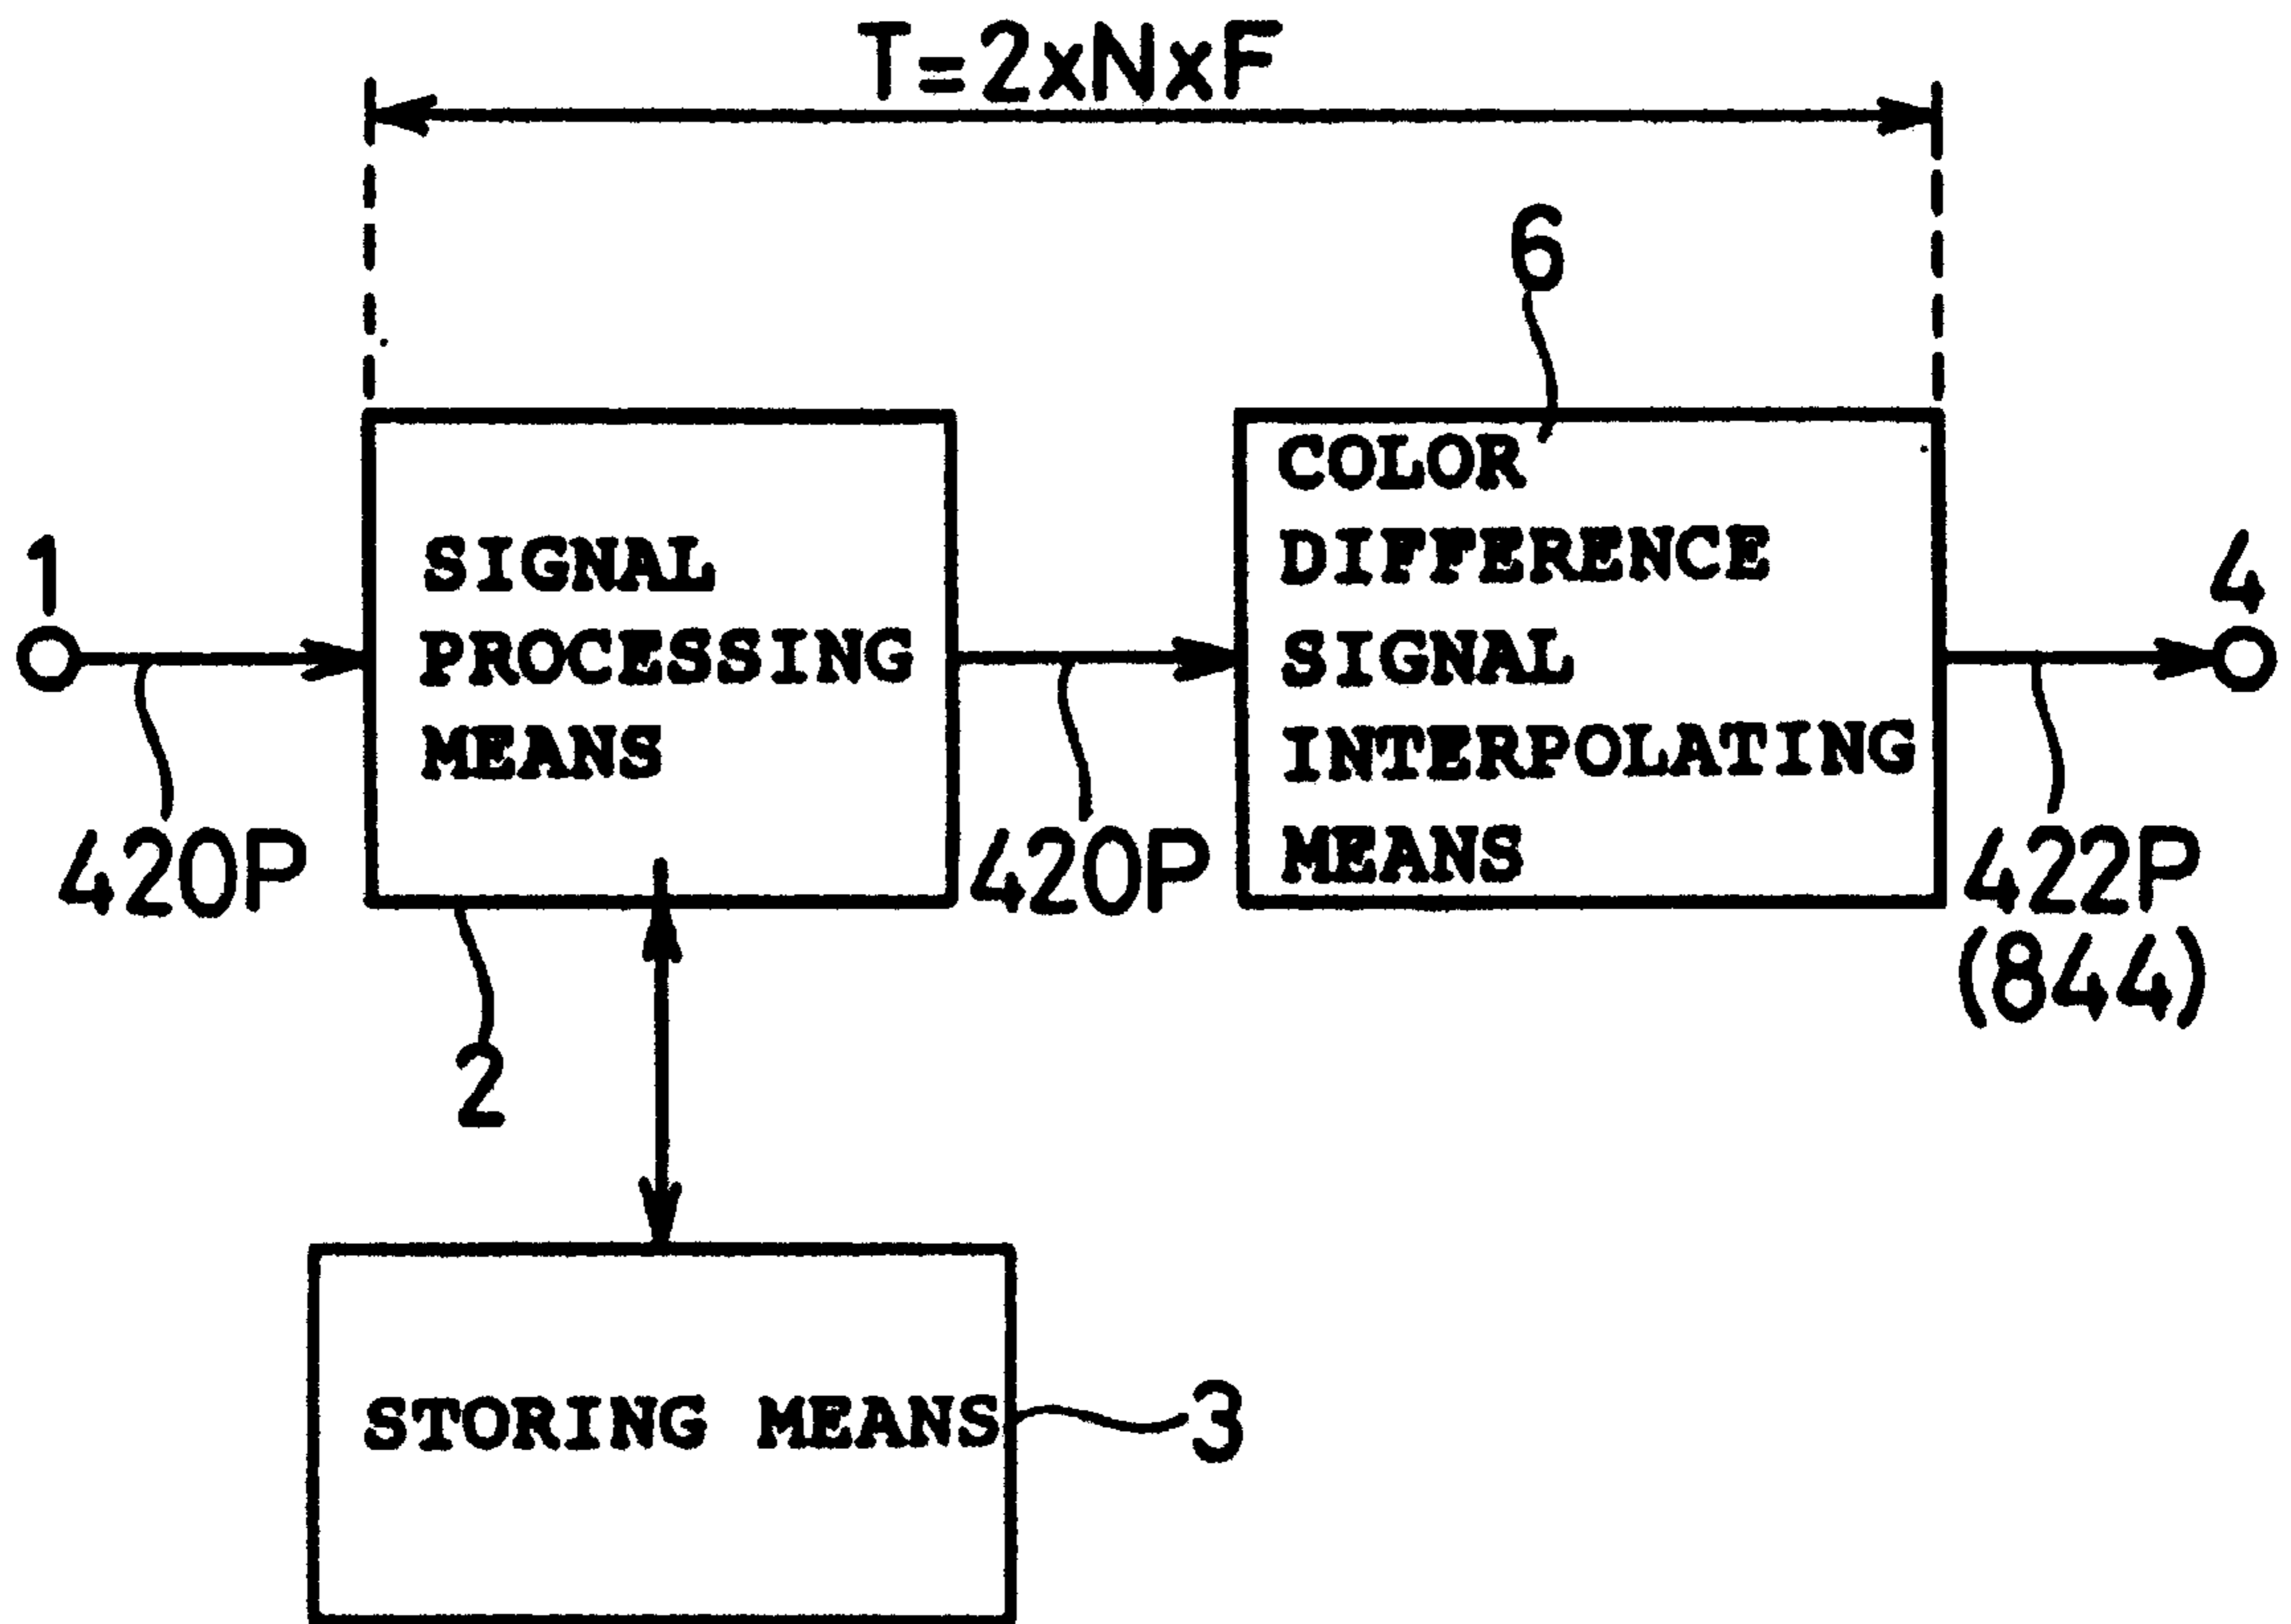 T=2xNxF
6
COLOR
DIFFERENCE
SIGNAL
INTERPOLATING
MEANS
SIGNAL
PROCESSING
MEANS
1
4
420P
420P
422P
(844)
2
STORING MEANS
3